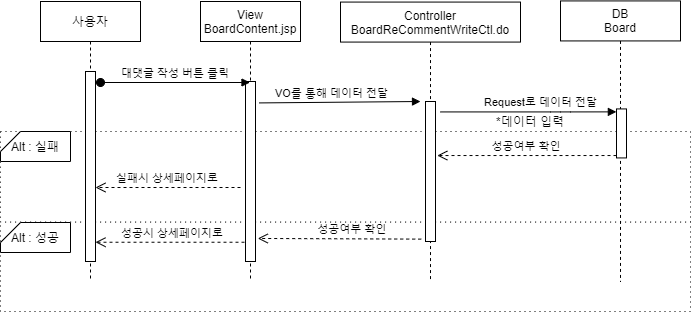 사용자
View
BoardContent.jsp
Controller
BoardReCommentWriteCtl.do
DB
Board
대댓글 작성 버튼 클릭
VO를 통해 데이터 전달
Request로 데이터 전달
*데이터 입력
Alt : 실패
성공여부 확인
실패시 상세페이지로
Alt : 성공
성공시 상세페이지로
성공여부 확인